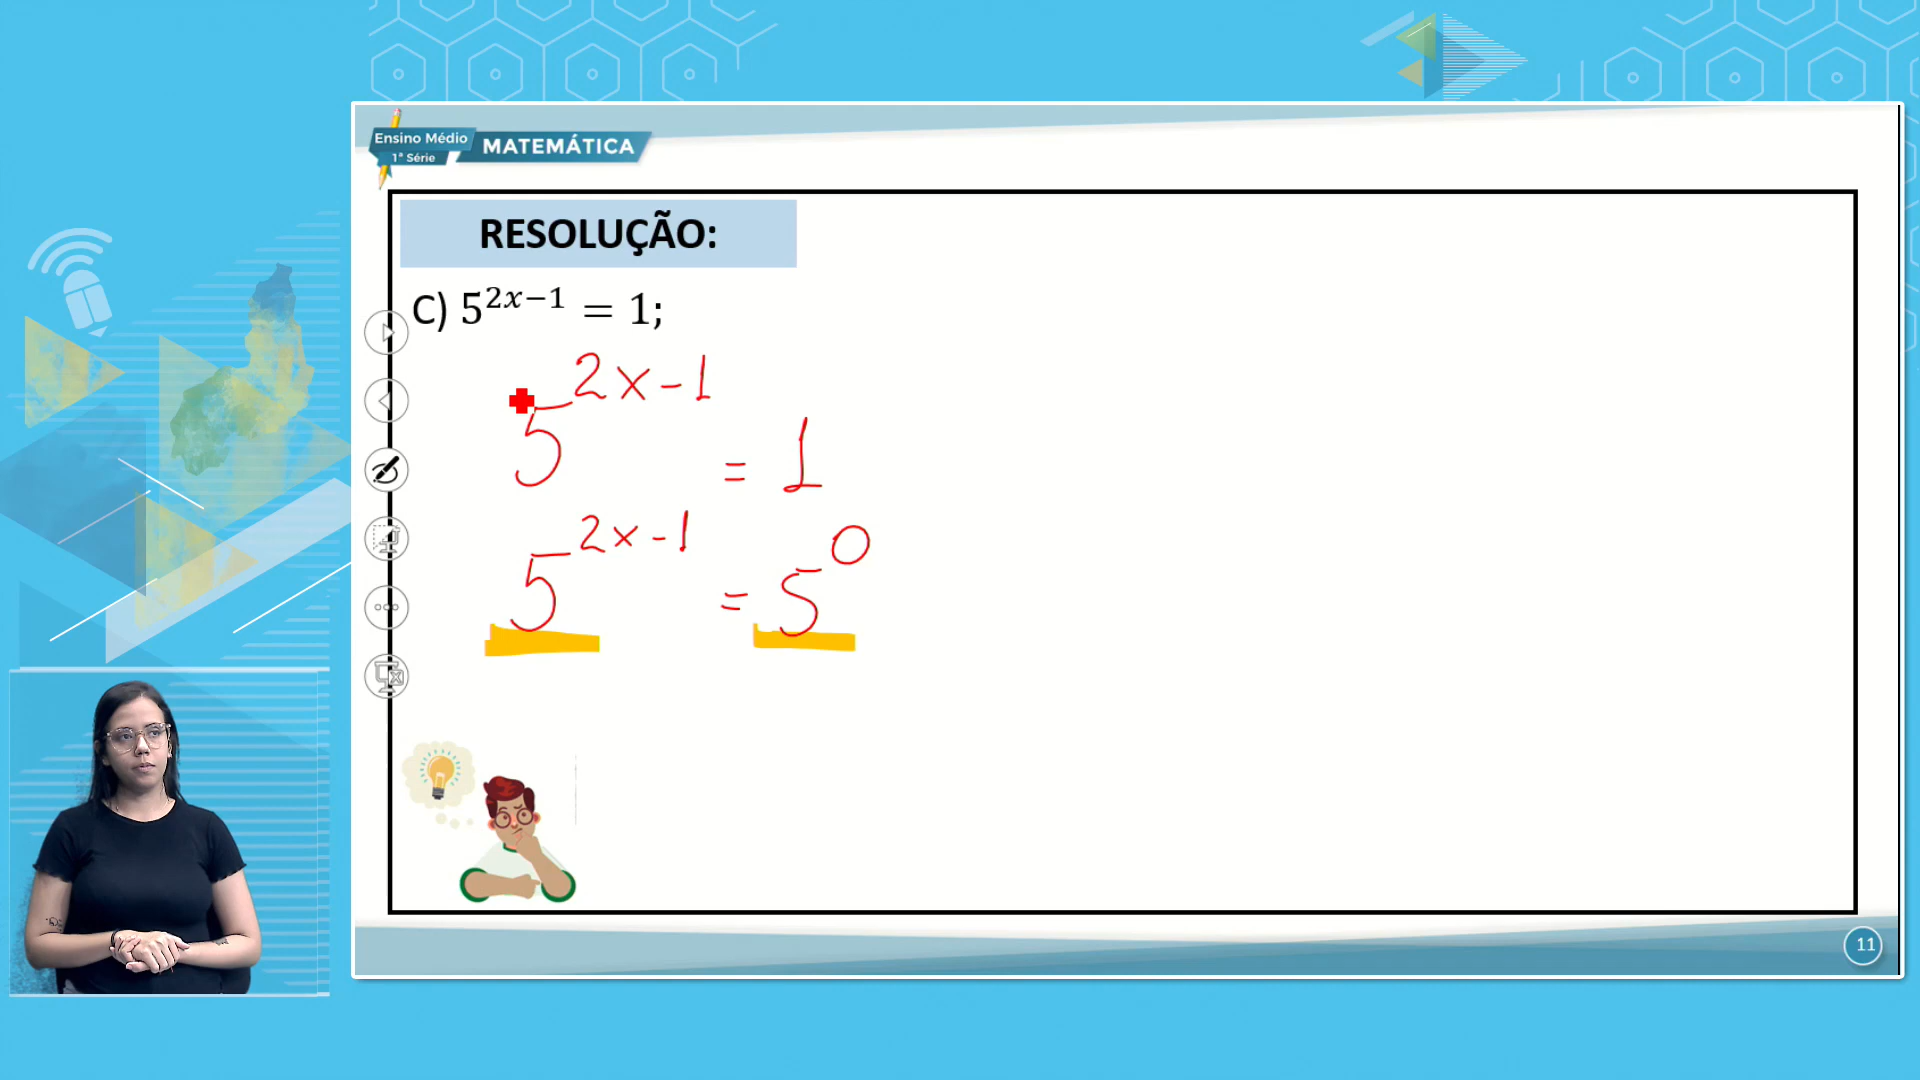 Ensino Médio
1ª Série
MATEMÁTICA
RESOLUÇÃO:
C) 5^{2x−1} = 1;
5^{2x-1} = 1
5^{2x-1} = 5^0
11